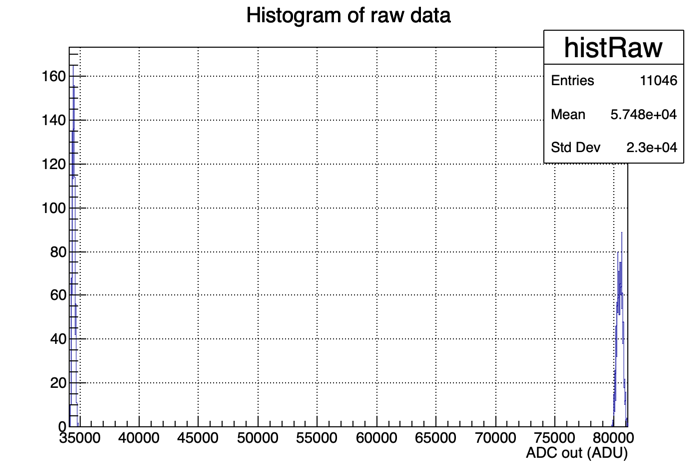 Histogram of raw data
histRaw
Entries 11046
Mean 5.748e+04
Std Dev 2.3e+04
160
140
120
100
80
60
40
20
0
35000 40000 45000 50000 55000 60000 65000 70000 75000 80000
ADC out (ADU)